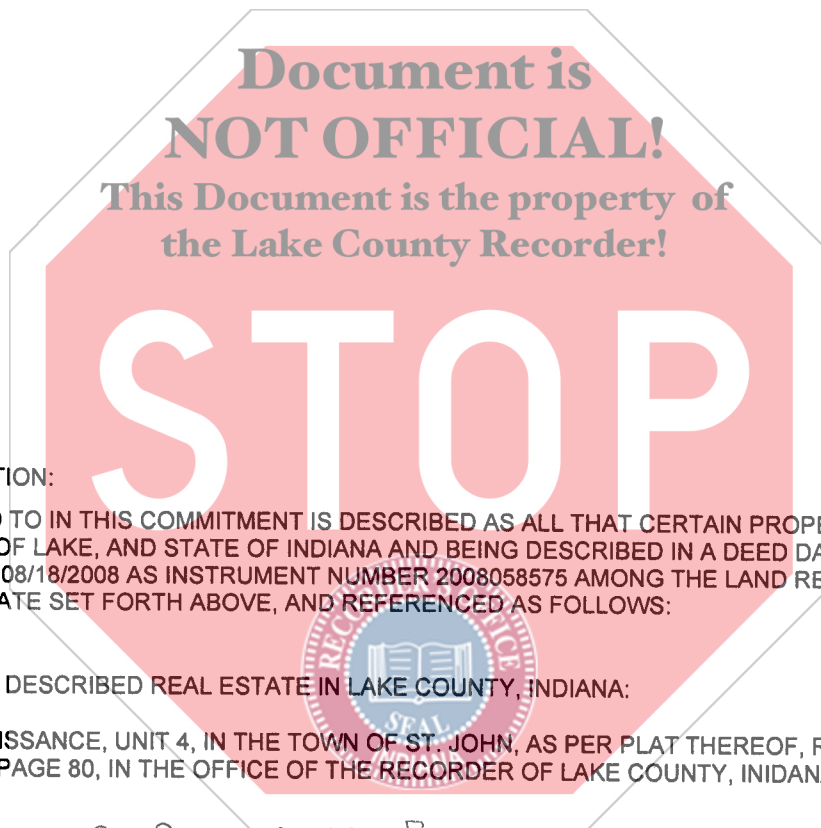 Document is
NOT OFFICIAL!
This Document is the property of
the Lake County Recorder!
STOP
TION:
TO IN THIS COMMITMENT IS DESCRIBED AS ALL THAT CERTAIN PROPE
OF LAKE, AND STATE OF INDIANA AND BEING DESCRIBED IN A DEED DA
08/18/2008 AS INSTRUMENT NUMBER 2008058575 AMONG THE LAND RE
ATE SET FORTH ABOVE, AND REFERENCED AS FOLLOWS:
DESCRIBED REAL ESTATE IN LAKE COUNTY, INDIANA:
ISSANCE, UNIT 4, IN THE TOWN OF ST. JOHN, AS PER PLAT THEREOF, R
PAGE 80, IN THE OFFICE OF THE RECORDER OF LAKE COUNTY, INIDANA
RECORDER'S OFFICE
SEAL
INDIANA